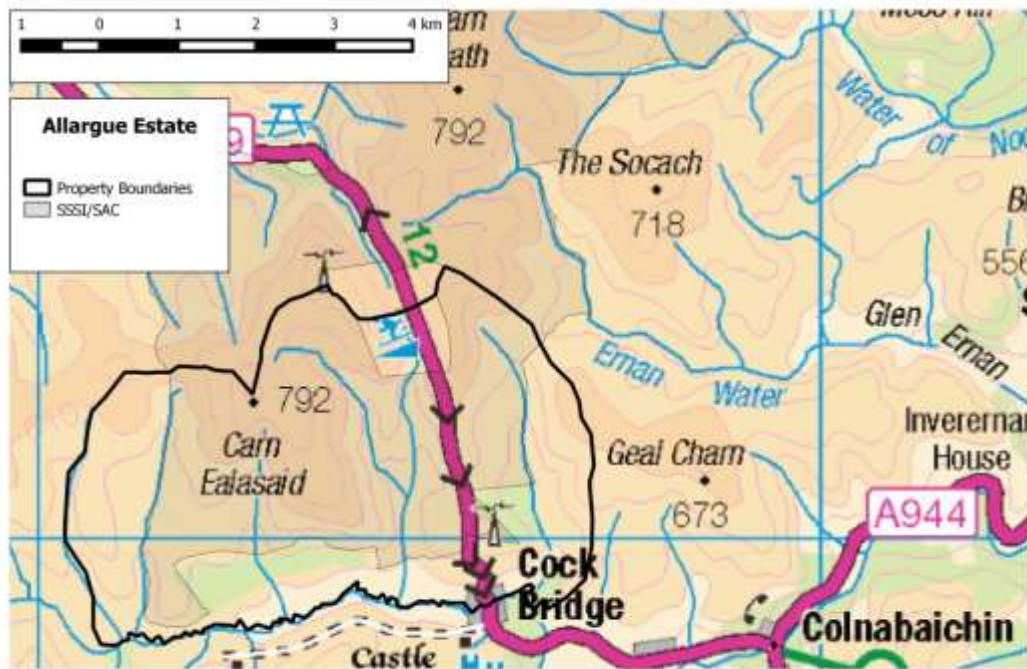 1 0 1 2 3 4 km
Allargue Estate
Property Boundaries
SSSI/SAC
792
The Socach
718
Water
of
9
12
556
Glen
Ernan
Ernan
Water
792
Carn
Ealasaid
Geal Charn
673
House
A944
Cock
Bridge
Colnabaichin
Castle